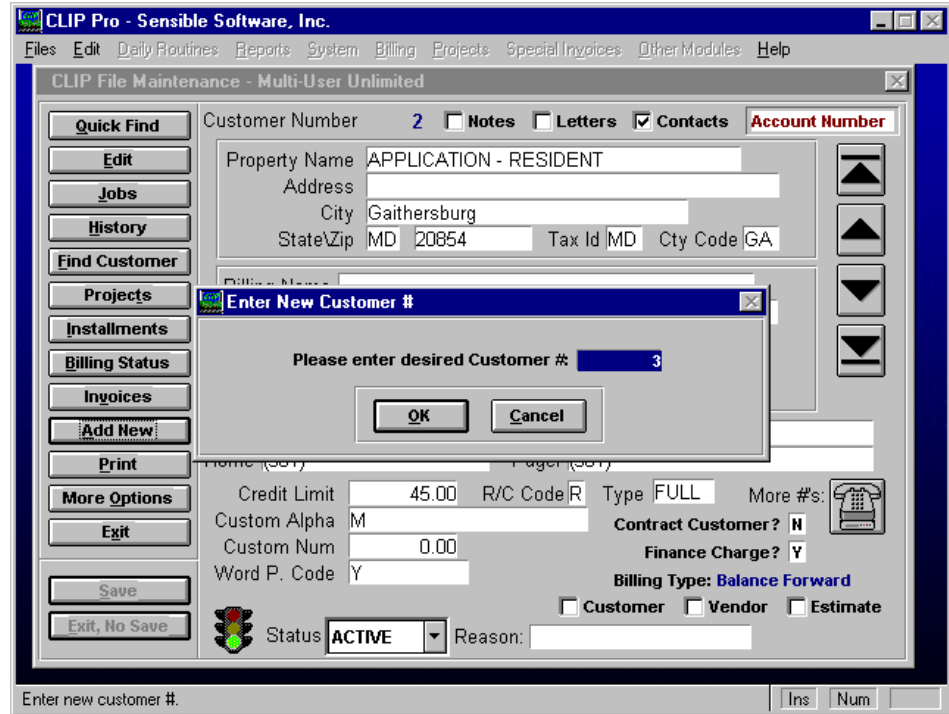 CLIP Pro - Sensible Software, Inc.
Files Edit Daily Routines Reports System Billing Projects Special Invoices Other Modules Help
CLIP File Maintenance - Multi-User Unlimited
Quick Find
Edit
Jobs
History
Find Customer
Projects
Installments
Billing Status
Invoices
Add New
Print
More Options
Exit
Save
Exit, No Save
Customer Number 2 Notes Letters Contacts Account Number
Property Name APPLICATION - RESIDENT
Address
City Gaithersburg
State\Zip MD 20854 Tax Id MD Cty Code GA
Billing Name
Enter New Customer #
Please enter desired Customer #: 3
OK Cancel
Home (301) Pager (301)
Credit Limit 45.00 R/C Code R Type FULL More #'s:
Custom Alpha M Contract Customer? N
Custom Num 0.00 Finance Charge? Y
Word P. Code Y Billing Type: Balance Forward
Customer Vendor Estimate
Status ACTIVE Reason:
Enter new customer #. Ins Num